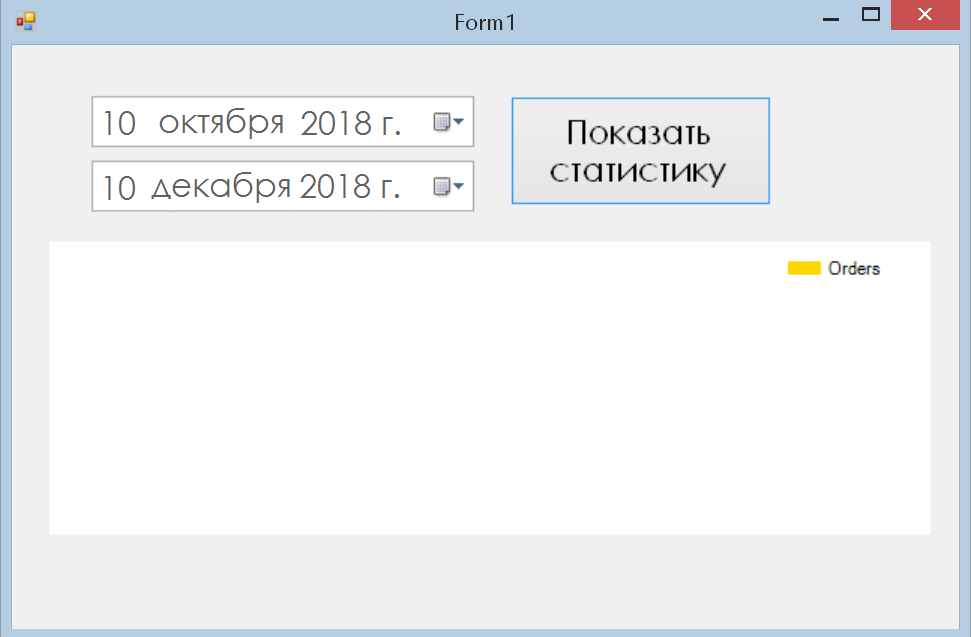 Form1
10 октября 2018 г.
10 декабря 2018 г.
Показать
статистику
Orders